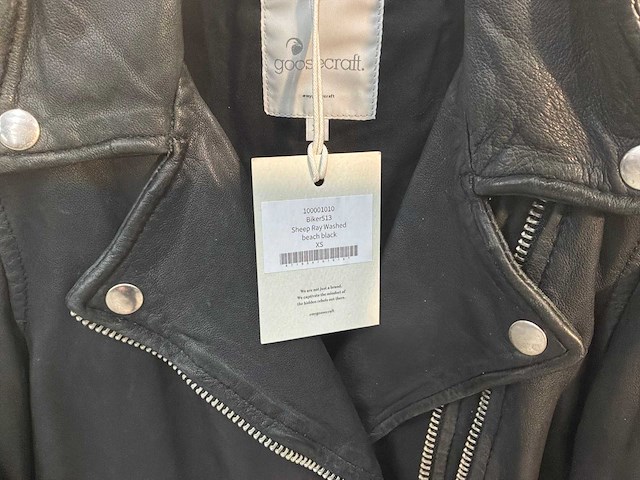 goosecraft.
100001010
Biker513
Sheep Ray Washed
beach black
XS
We are not just a brand.
We captivate the mindset of
the hidden rebels out there.